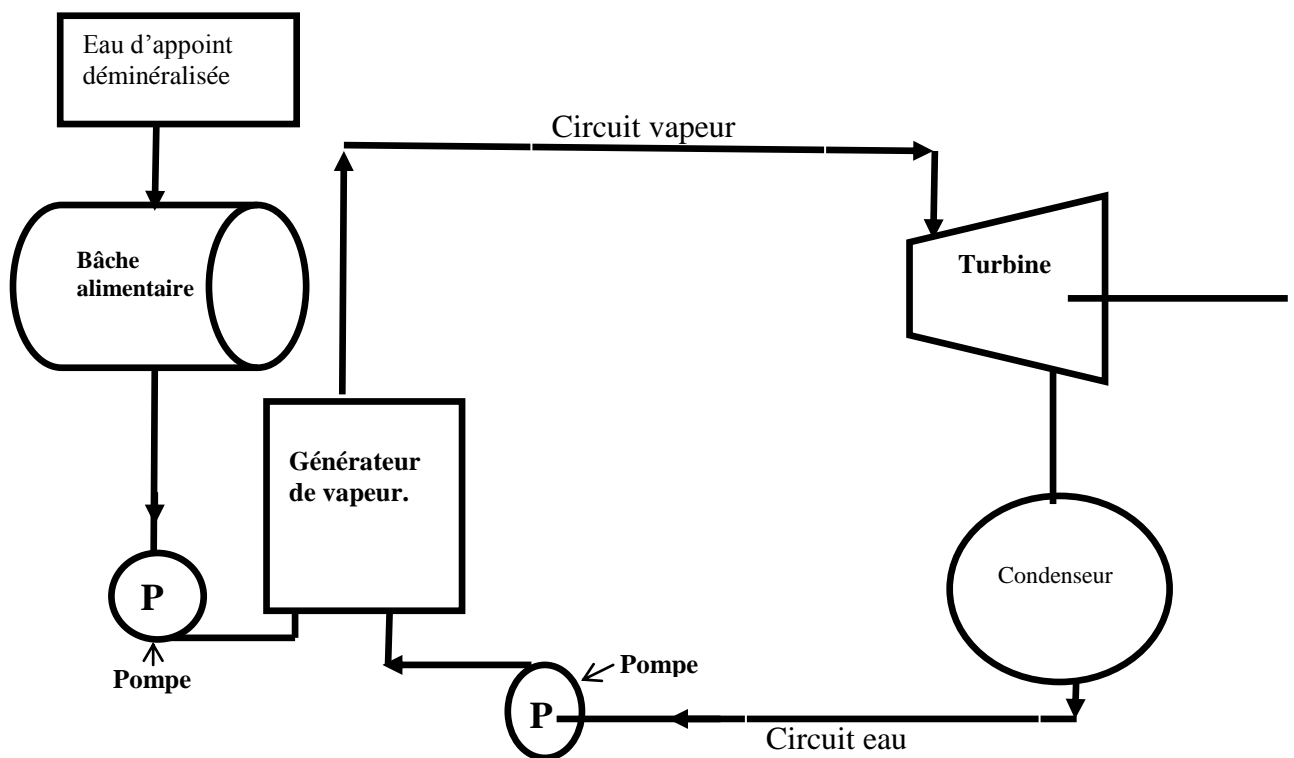 Eau d'appoint
déminéralisée
Circuit vapeur
Bâche
alimentaire
Turbine
Générateur
de vapeur.
P
Pompe
Condenseur
Pompe
P
Circuit eau